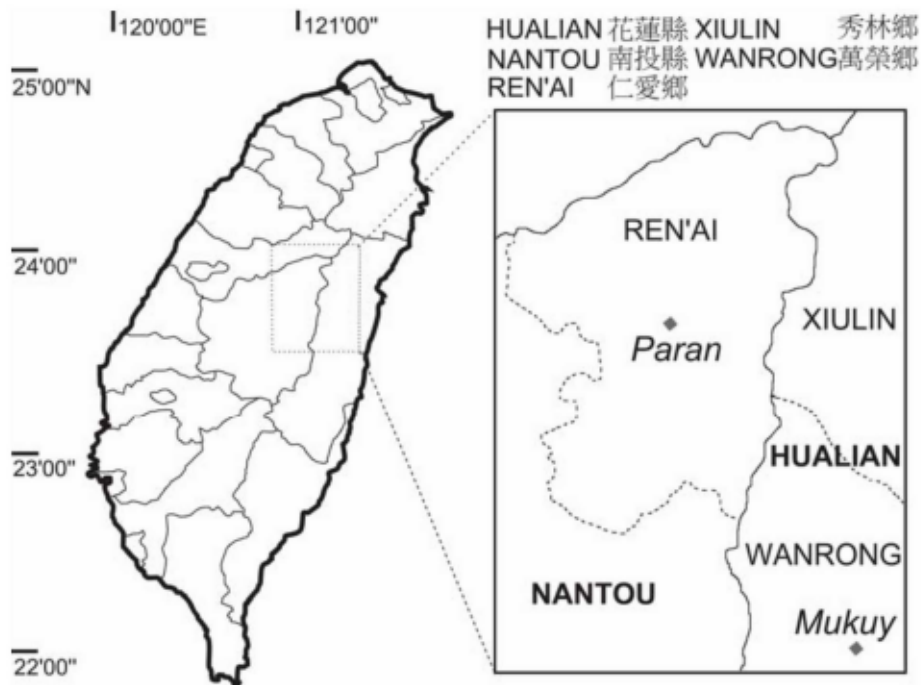 120'00"E
121'00"
25'00"N
24'00"
23'00"
22'00"
HUALIAN 花蓮縣 XIULIN 秀林鄉
NANTOU 南投縣 WANRONG 萬榮鄉
REN'AI 仁愛鄉
REN'AI
XIULIN
Paran
HUALIAN
WANRONG
NANTOU
Mukuy